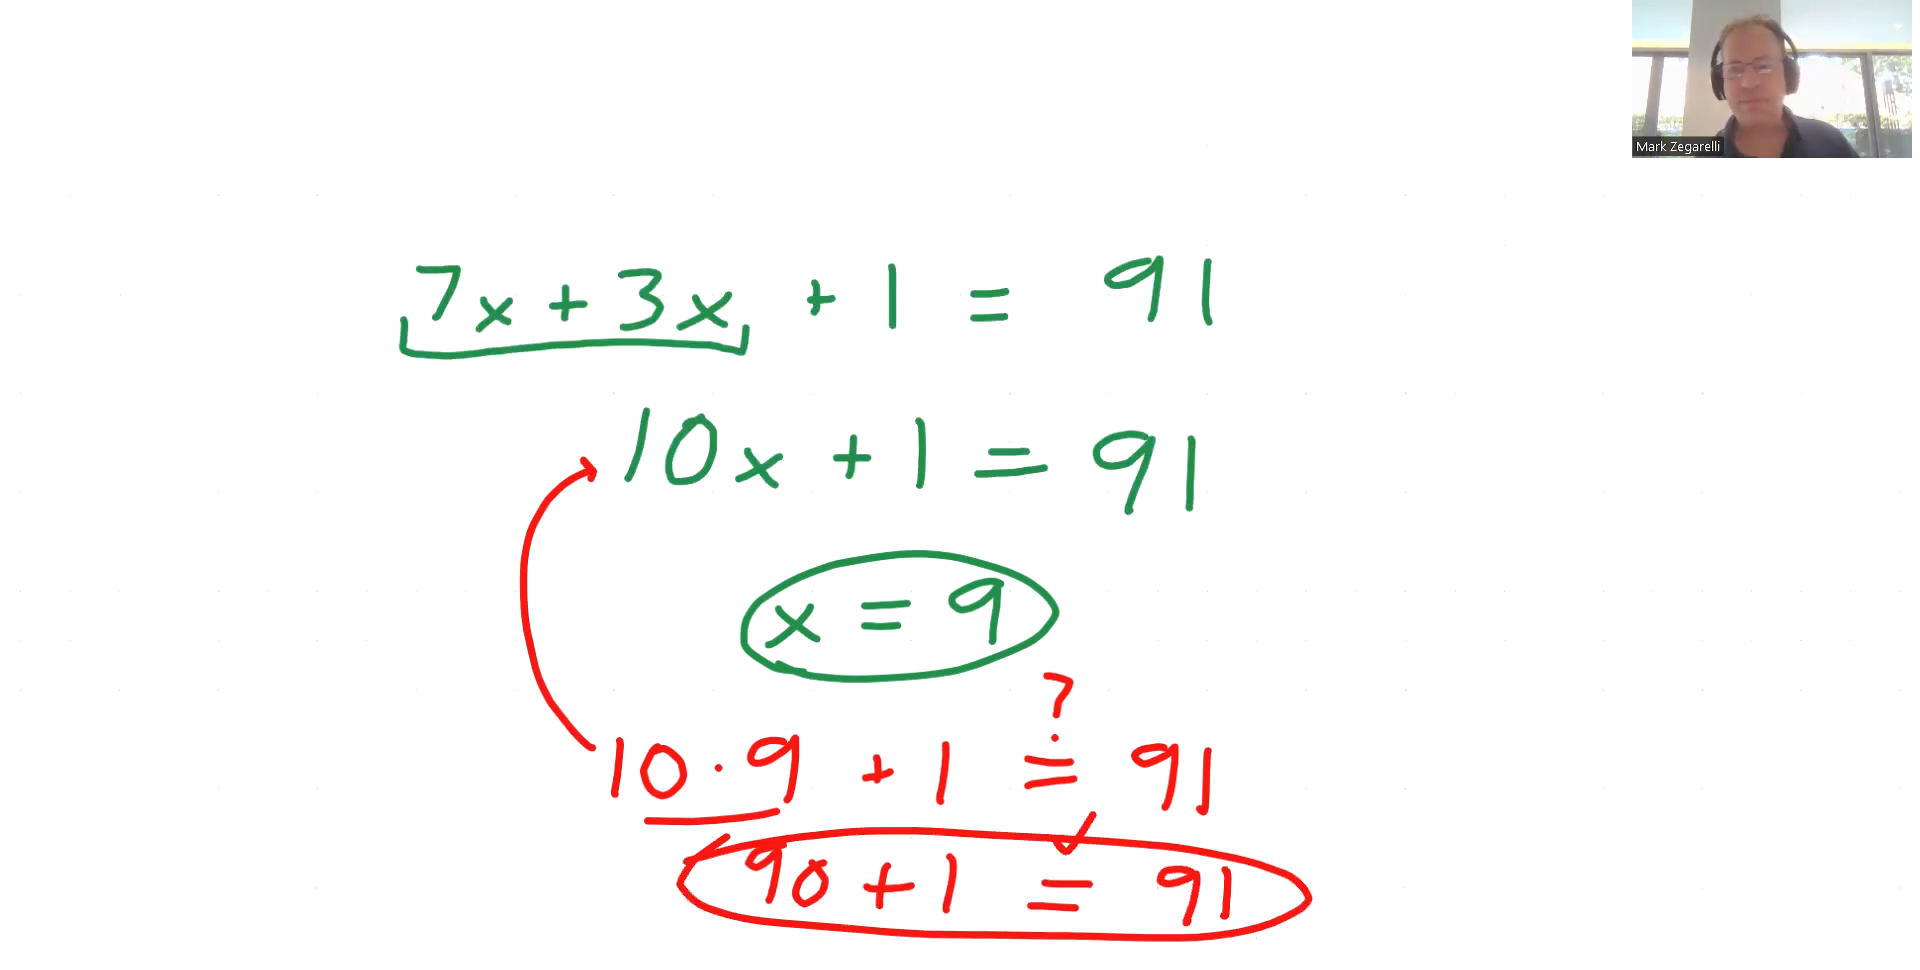 Mark Zegarelli
7x + 3x + 1 = 91
10x + 1 = 91
x = 9
?
10 · 9 + 1 = 91
90 + 1 = 91